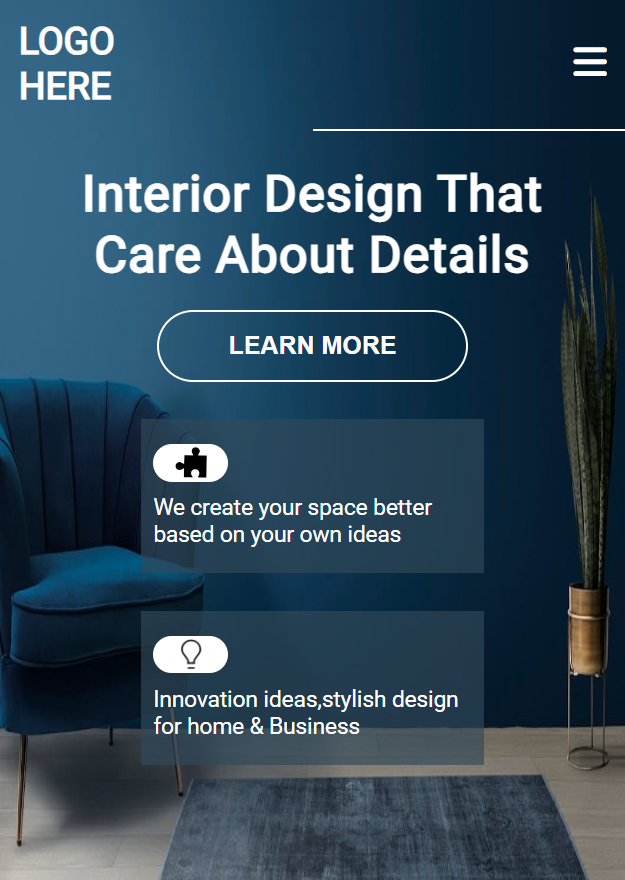 LOGO
HERE
Interior Design That
Care About Details
LEARN MORE
We create your space better
based on your own ideas
Innovation ideas,stylish design
for home & Business